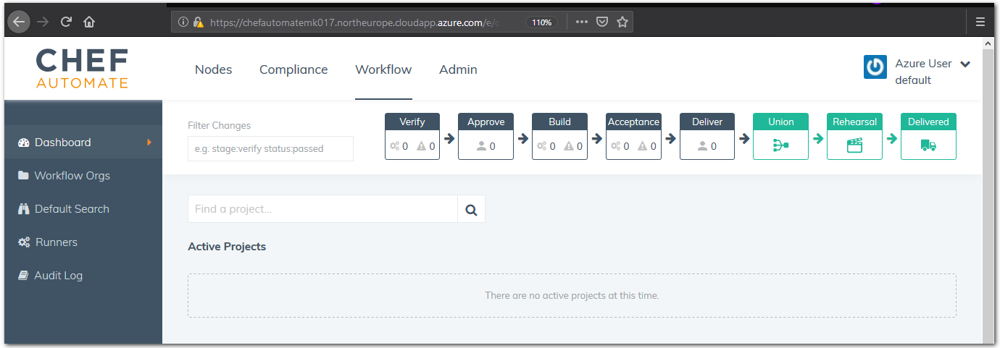 https://chefautomatemk017.northeurope.cloudapp.azure.com/e/
110%
CHEF
AUTOMATE
Nodes Compliance Workflow Admin
Azure User
default
Dashboard
Workflow Orgs
Default Search
Runners
Audit Log
Filter Changes
e.g. stage:verify status:passed
Verify Approve Build Acceptance Deliver Union Rehearsal Delivered
0 0 0 0 0 0 0 0
Find a project...
Active Projects
There are no active projects at this time.